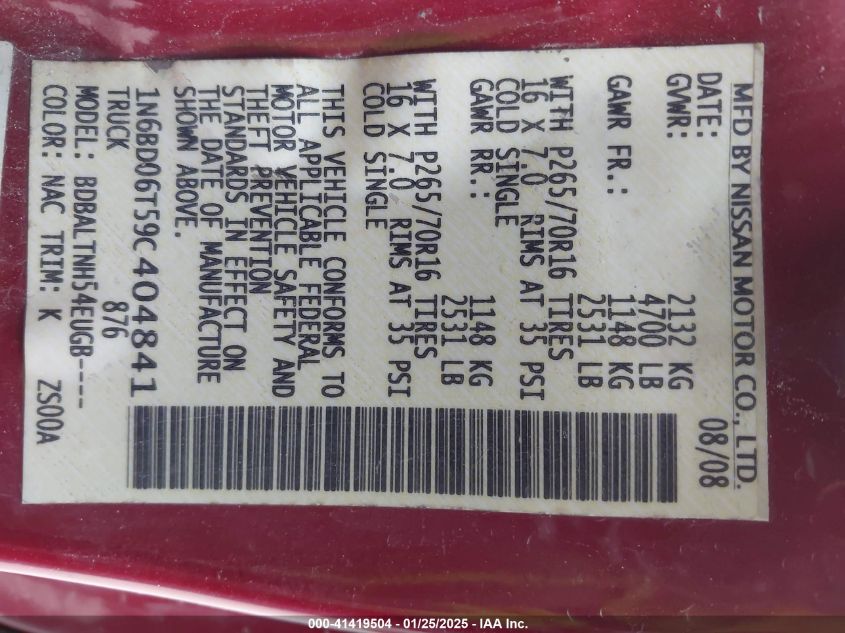 MFD BY NISSAN MOTOR CO., LTD.
DATE: 08/08
GVWR: 2132 KG
4700 LB
GAWR FR.: 1148 KG
2531 LB
WITH P265/70R16 TIRES
16 X 7.0 RIMS AT 35 PSI
COLD SINGLE
GAWR RR.: 1148 KG
2531 LB
WITH P265/70R16 TIRES
16 X 7.0 RIMS AT 35 PSI
COLD SINGLE
THIS VEHICLE CONFORMS TO
ALL APPLICABLE FEDERAL
MOTOR VEHICLE SAFETY AND
THEFT PREVENTION
STANDARDS IN EFFECT ON
THE DATE OF MANUFACTURE
SHOWN ABOVE.
1N6BD06T59C404841
TRUCK 876
MODEL: BDBALTNH54EUGB----
COLOR: NAC TRIM: K ZS00A
000-41419504 / 01/25/2025 - IAA Inc.